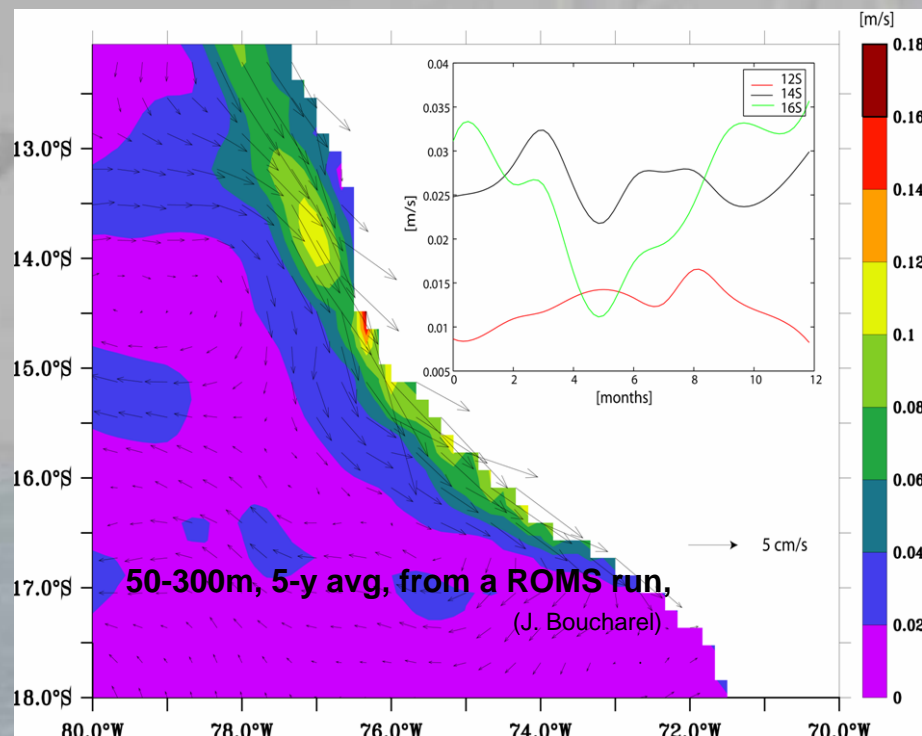 [m/s]
0.18
0.16
0.14
0.12
0.10
0.08
0.06
0.04
0.02
0
13.0°S
14.0°S
15.0°S
16.0°S
17.0°S
18.0°S
80.0°W
78.0°W
76.0°W
74.0°W
72.0°W
70.0°W
0.04
0.035
0.03
0.025
0.02
0.015
0.01
0.005
[m/s]
0
2
4
6
8
10
12
[months]
12S
14S
16S
5 cm/s
50-300m, 5-y avg, from a ROMS run,
(J. Boucharel)